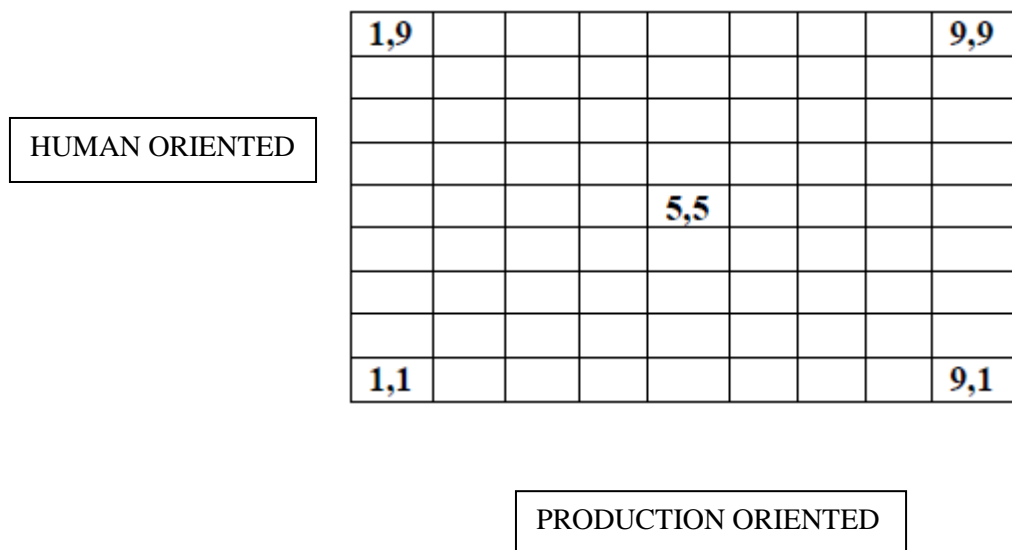 1,9 9,9
HUMAN ORIENTED
5,5
1,1 9,1
PRODUCTION ORIENTED